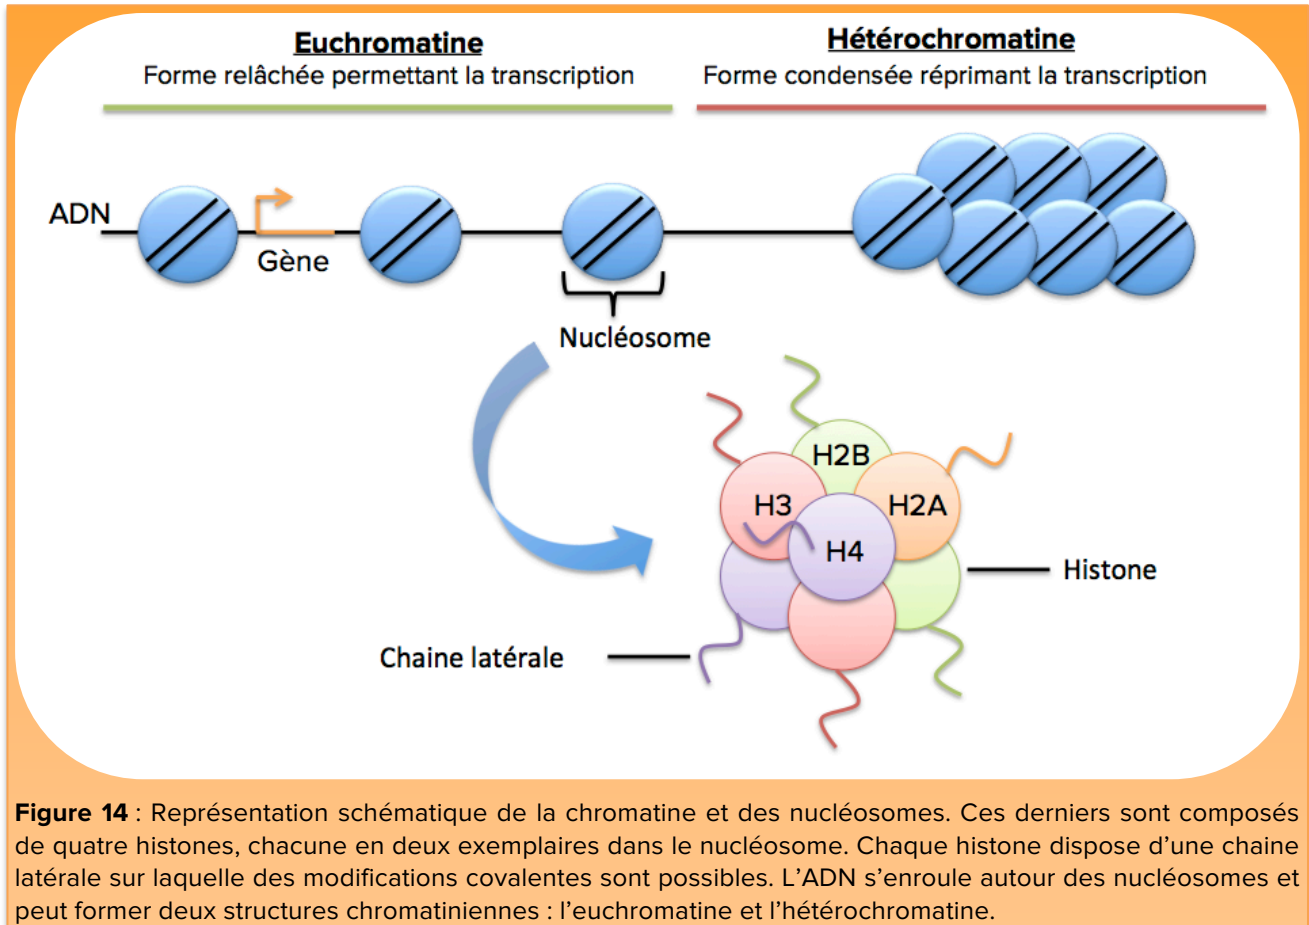 Euchromatine
Forme relâchée permettant la transcription
Hétérochromatine
Forme condensée réprimant la transcription
ADN
Gène
Nucléosome
H2B
H3
H2A
H4
Histone
Chaine latérale
Figure 14 : Représentation schématique de la chromatine et des nucléosomes. Ces derniers sont composés
de quatre histones, chacune en deux exemplaires dans le nucléosome. Chaque histone dispose d'une chaine
latérale sur laquelle des modifications covalentes sont possibles. L'ADN s'enroule autour des nucléosomes et
peut former deux structures chromatiniennes : l'euchromatine et l'hétérochromatine.